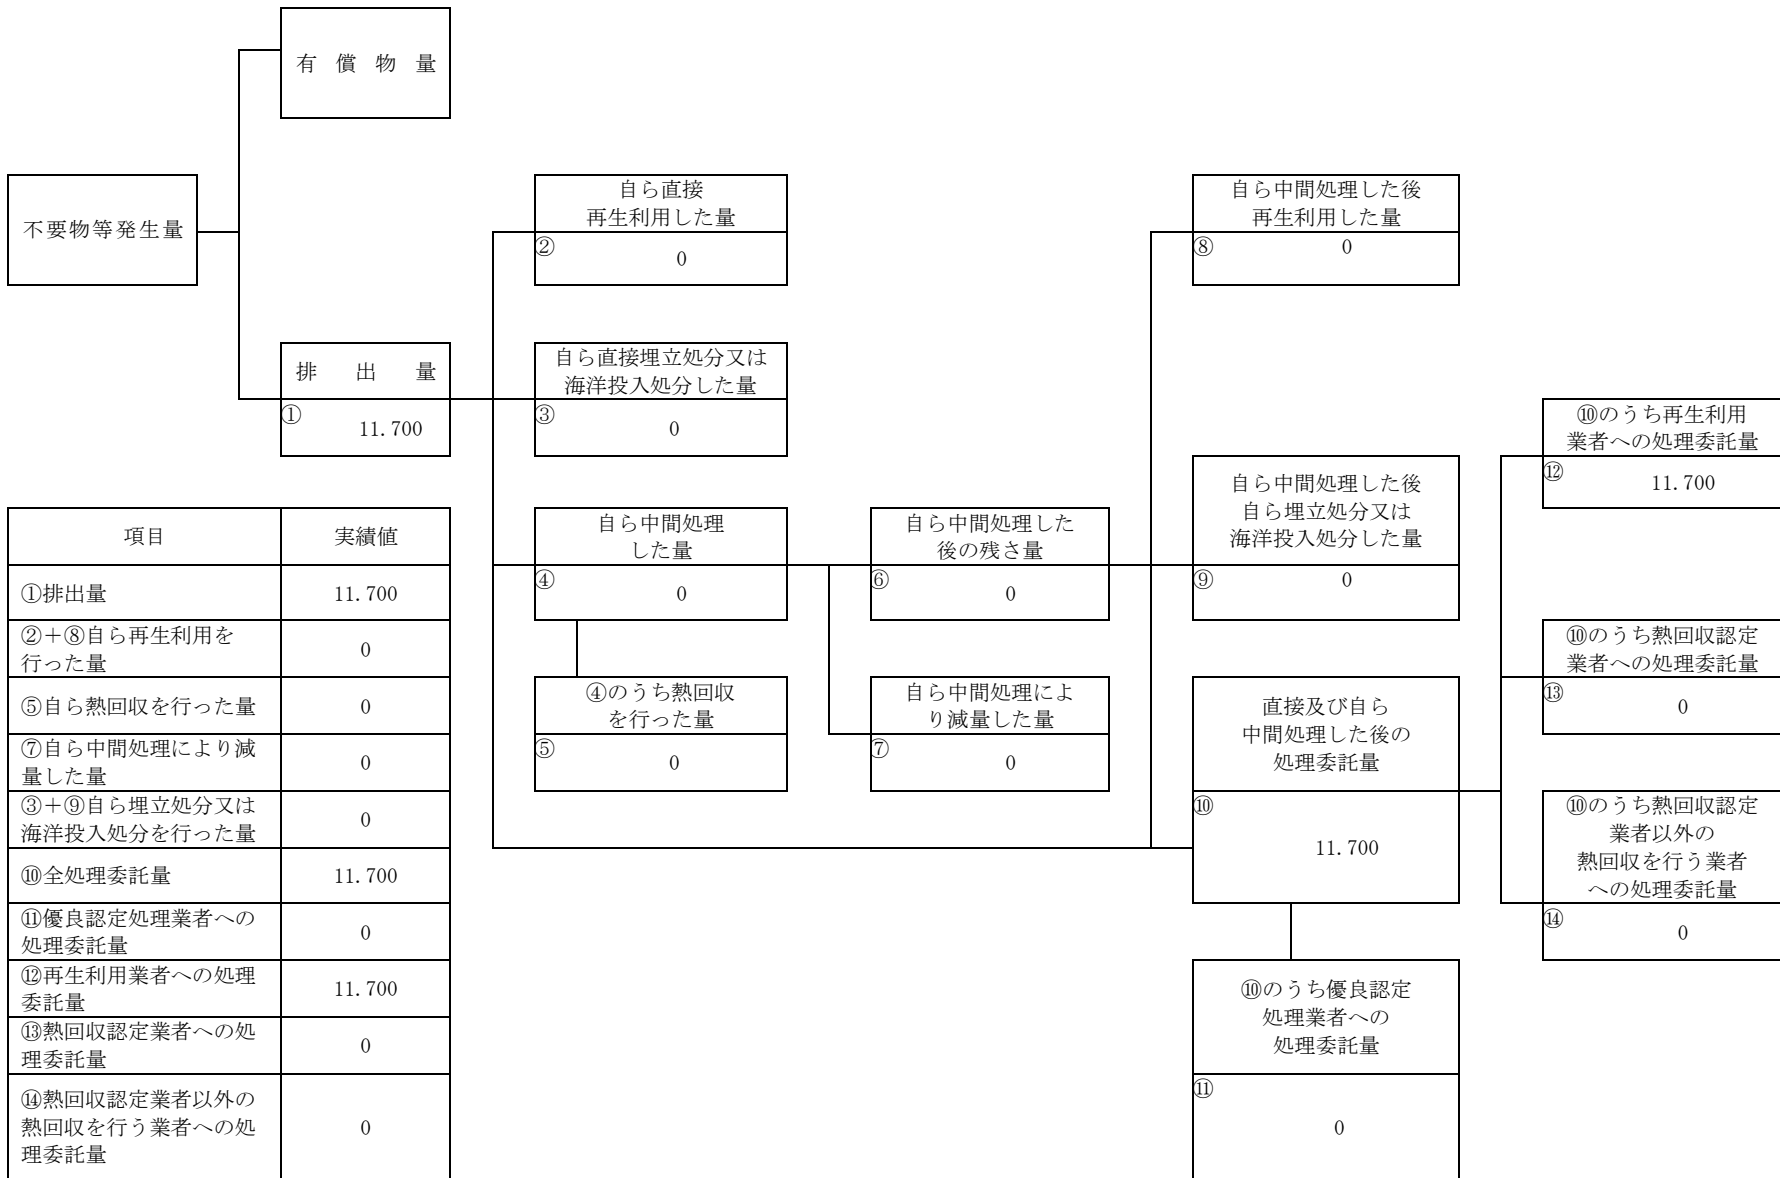 有償物量
不要物等発生量
自ら直接
再生利用した量
②
0
自ら中間処理した後
再生利用した量
⑧
0
排出量
①
11.700
自ら直接埋立処分又は
海洋投入処分した量
③
0
⑩のうち再生利用
業者への処理委託量
⑫
11.700
自ら中間処理
した量
④
0
自ら中間処理した
後の残さ量
⑥
0
自ら中間処理した後
自ら埋立処分又は
海洋投入処分した量
⑨
0
⑩のうち熱回収認定
業者への処理委託量
⑬
0
④のうち熱回収
を行った量
⑤
0
自ら中間処理によ
り減量した量
⑦
0
直接及び自ら
中間処理した後の
処理委託量
⑩
11.700
⑩のうち熱回収認定
業者以外の
熱回収を行う業者
への処理委託量
⑭
0
⑩のうち優良認定
処理業者への
処理委託量
⑪
0
項目 実績値
①排出量 11.700
②+⑧自ら再生利用を
行った量
0
⑤自ら熱回収を行った量 0
⑦自ら中間処理により減
量した量
0
③+⑨自ら埋立処分又は
海洋投入処分を行った量
0
⑩全処理委託量 11.700
⑪優良認定処理業者への
処理委託量
0
⑫再生利用業者への処理
委託量
11.700
⑬熱回収認定業者への処
理委託量
0
⑭熱回収認定業者以外の
熱回収を行う業者への処
理委託量
0